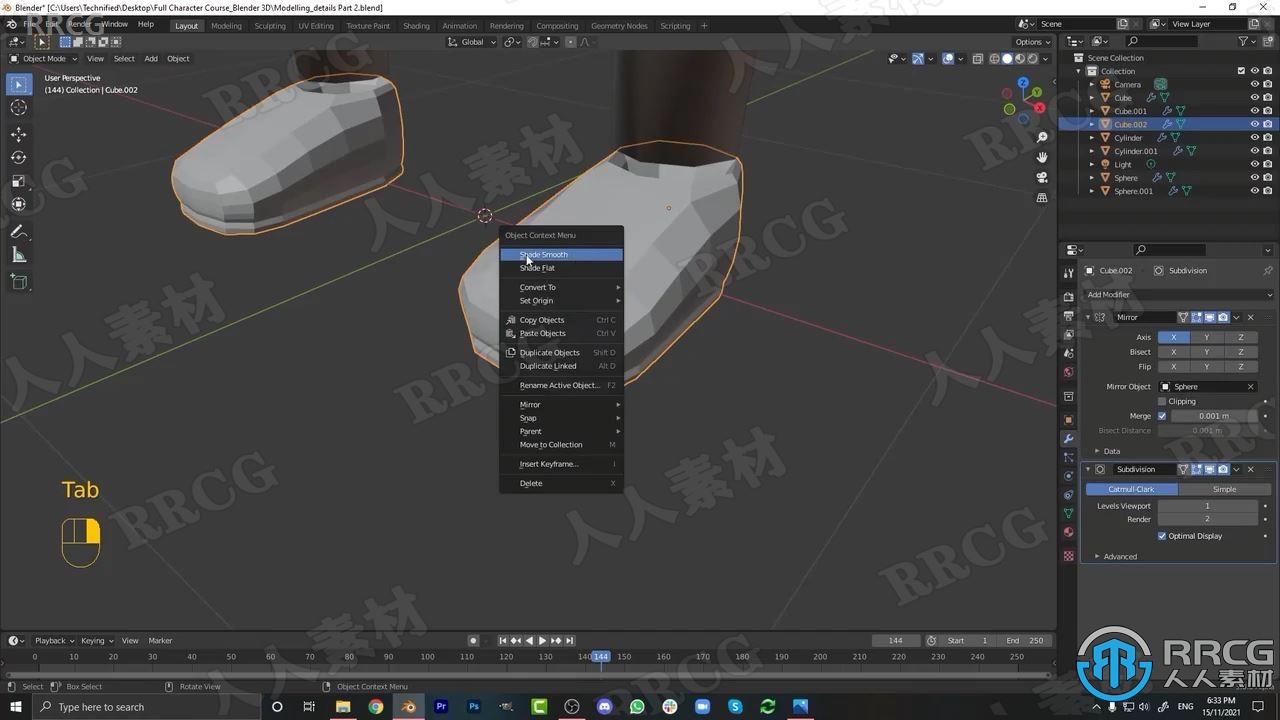 Blender* [C:\Users\Technified\Desktop\Full Character Course_Blender 3D\Modelling_details Part 2.blend]
RRCG
File Edit Render Window Help Layout Modeling Sculpting UV Editing Texture Paint Shading Animation Rendering Compositing Geometry Nodes Scripting + Scene View Layer
Global Options
Object Mode View Select Add Object
User Perspective
(144) Collection | Cube.002
Scene Collection
Collection
Camera
Cube
Cube.001
Cube.002
Cylinder
Cylinder.001
Light
Sphere
Sphere.001
Z
Y
X
Object Context Menu
Shade Smooth
Shade Flat
Convert To
Set Origin
Copy Objects Ctrl C
Paste Objects Ctrl V
Duplicate Objects Shift D
Duplicate Linked Alt D
Rename Active Object... F2
Mirror
Snap
Parent
Move to Collection M
Insert Keyframe... I
Delete X
Cube.002 Subdivision
Add Modifier
Mirror
Axis X Y Z
Bisect X Y Z
Flip X Y Z
Mirror Object Sphere
Clipping
Merge 0.001 m
Bisect Distance 0.001 m
Data
Subdivision
Catmull-Clark Simple
Levels Viewport 1
Render 2
Optimal Display
Advanced
Tab
Playback Keying View Marker 144 Start 1 End 250
0 10 20 30 40 50 60 70 80 90 100 110 120 130 144 150 160 170 180 190 200 210 220 230 240 250
Select Box Select Rotate View Object Context Menu
Type here to search
ENG 6:33 PM
15/11/2021
RRCG
人人素材
RRCG
人人素材